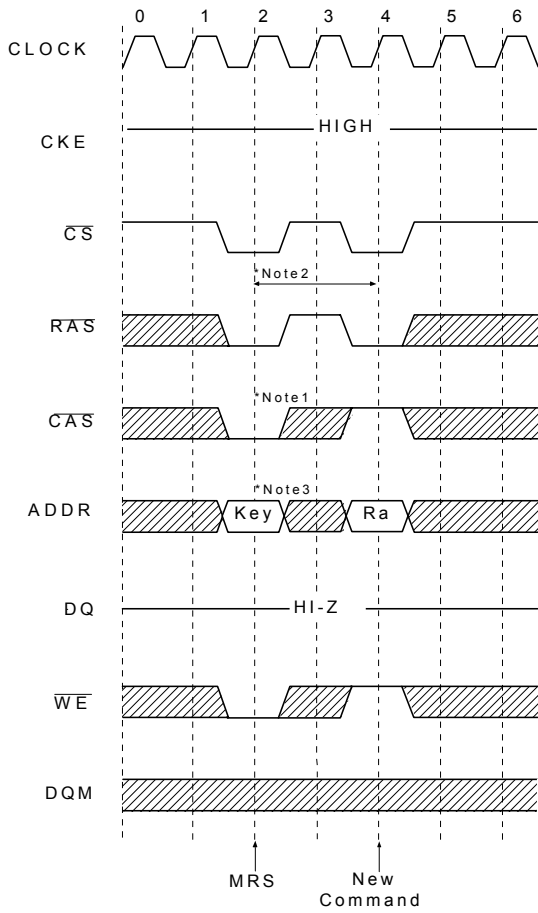 0 1 2 3 4 5 6
CLOCK
CKE
HIGH
CS
*Note2
RAS
*Note1
CAS
*Note3
ADDR
Key
Ra
DQ
HI-Z
WE
DQM
MRS
New
Command